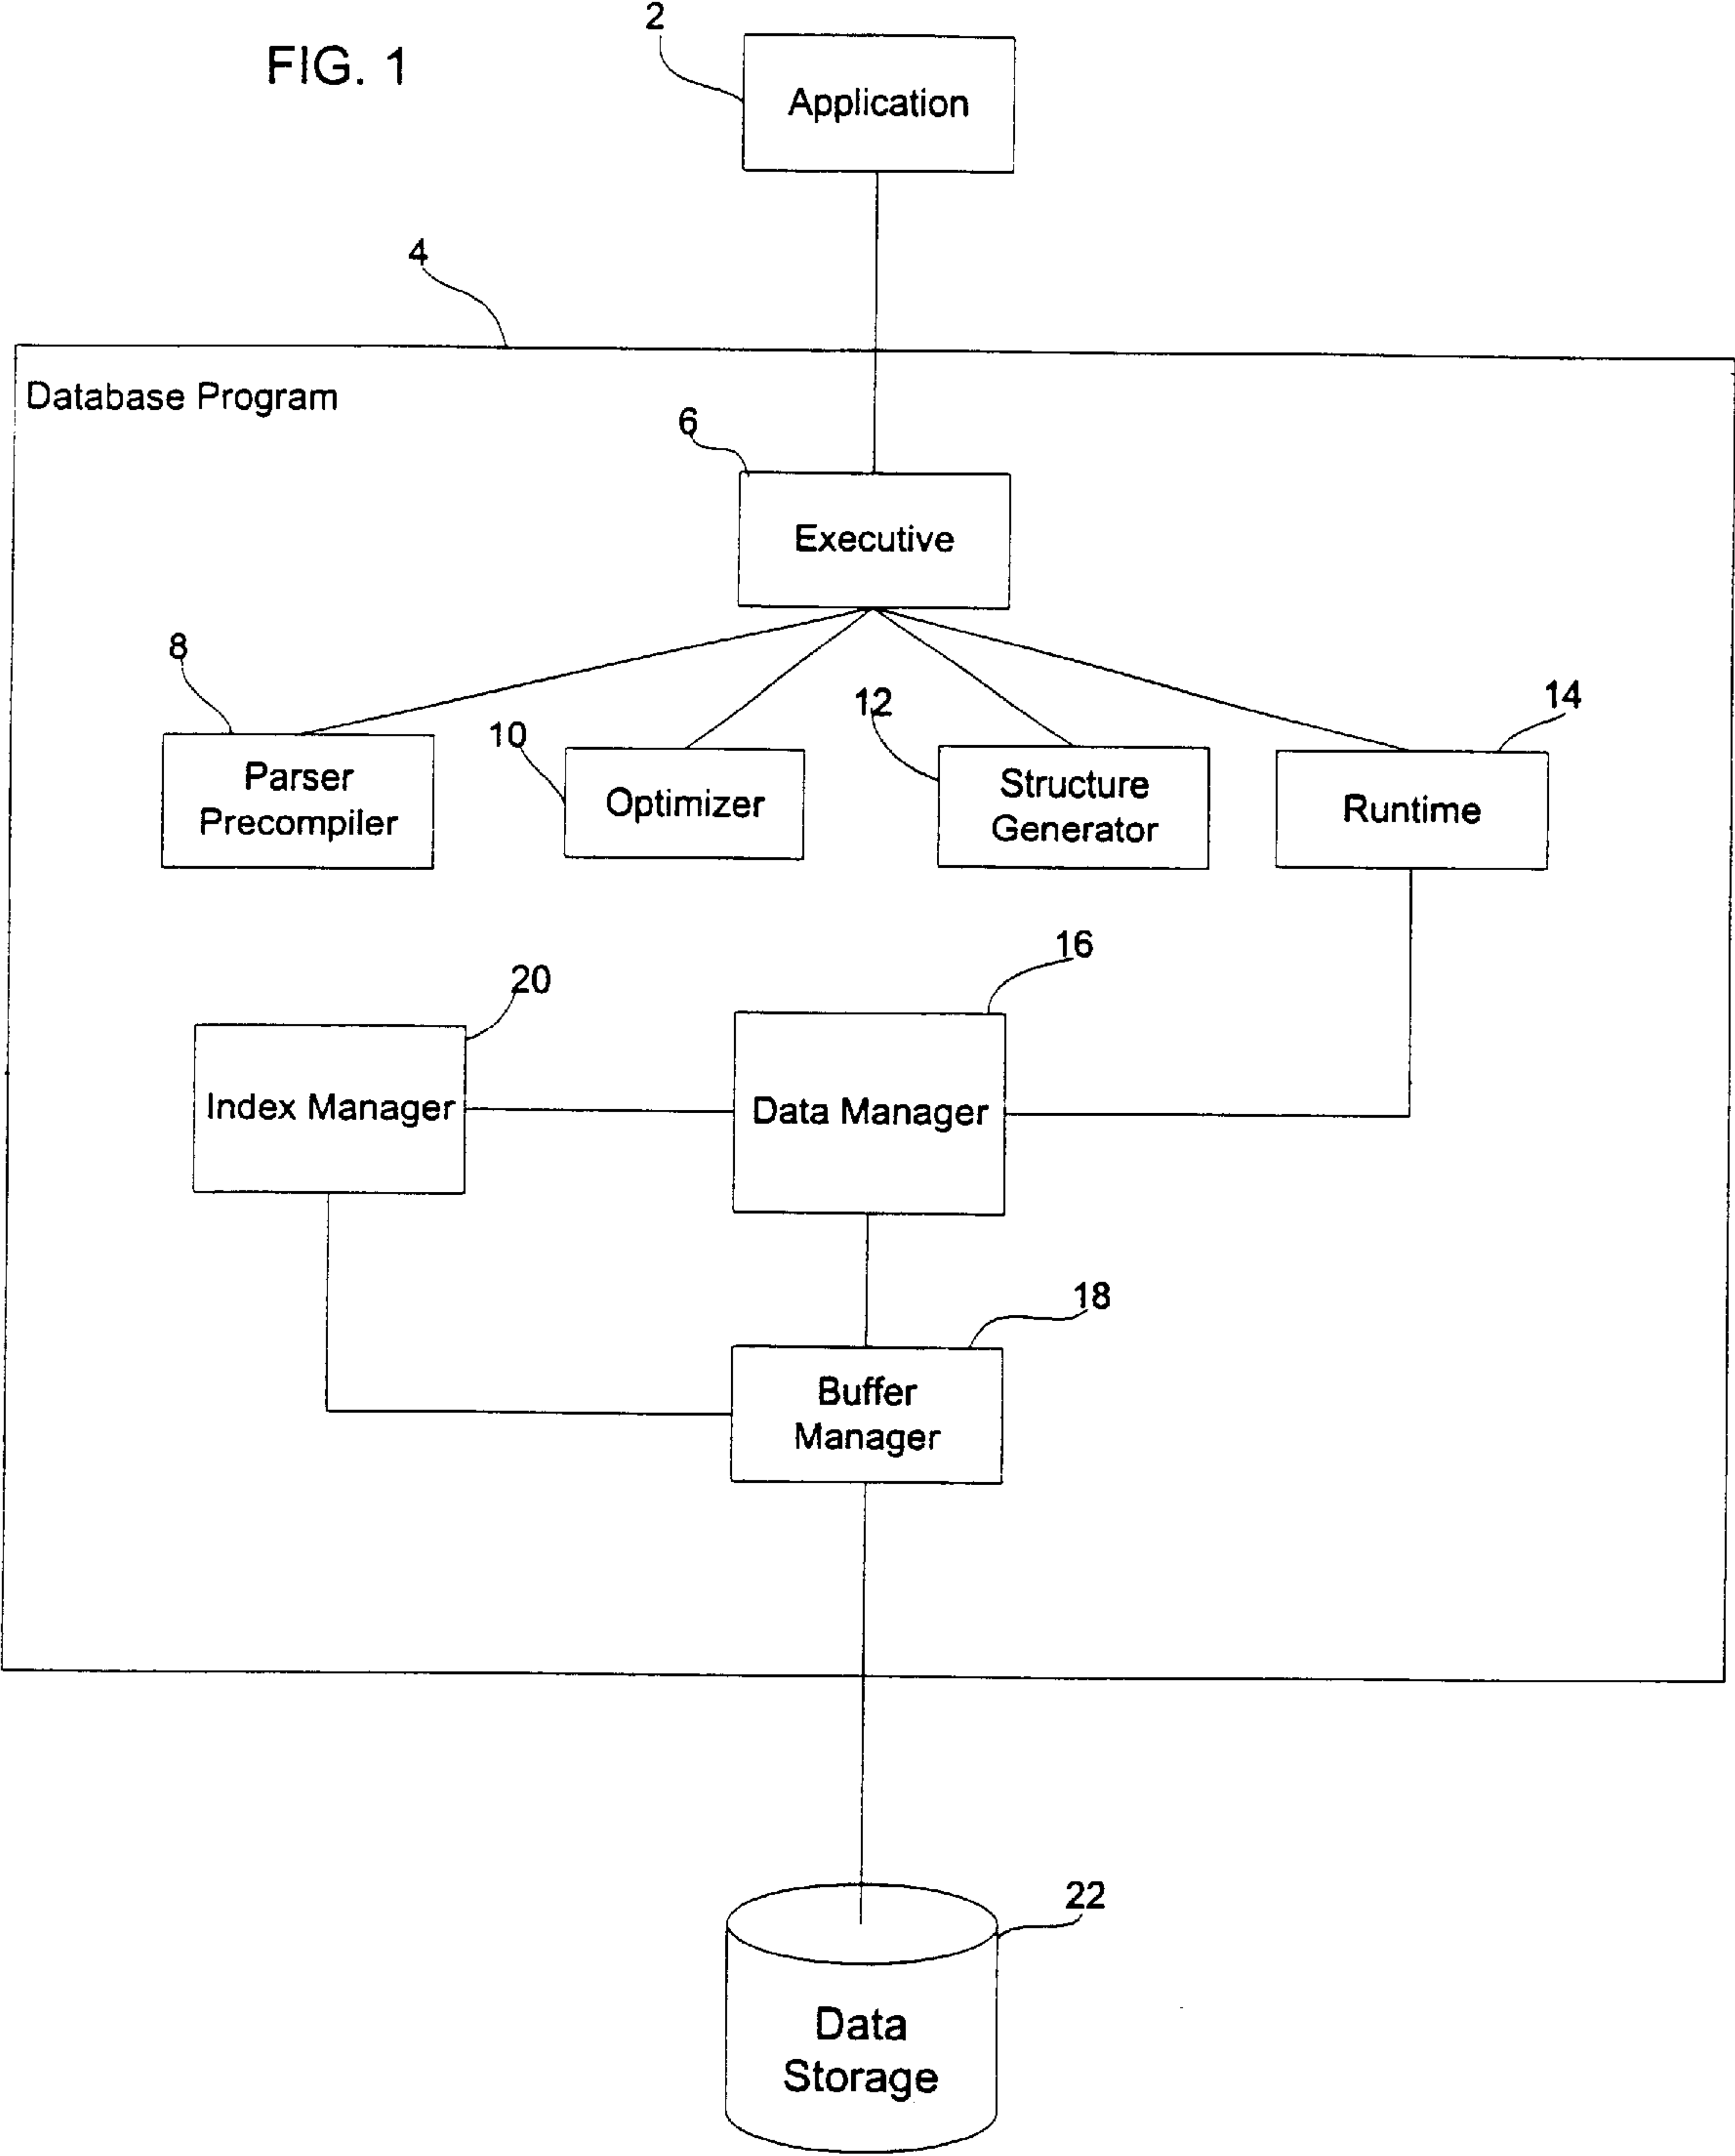 2
FIG. 1
Application
4
Database Program
6
Executive
8
10
12
14
Parser
Precompiler
Optimizer
Structure
Generator
Runtime
20
16
Index Manager
Data Manager
18
Buffer
Manager
22
Data
Storage